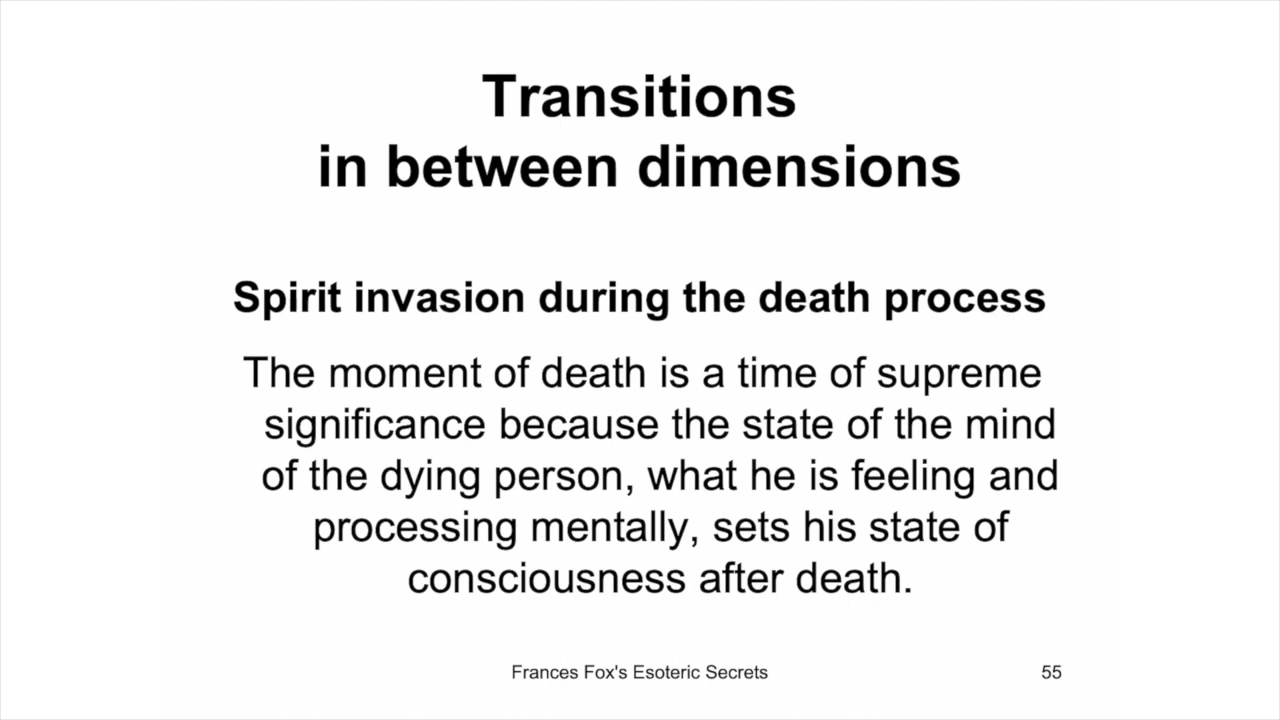 Transitions
in between dimensions
Spirit invasion during the death process
The moment of death is a time of supreme
significance because the state of the mind
of the dying person, what he is feeling and
processing mentally, sets his state of
consciousness after death.
Frances Fox's Esoteric Secrets
55